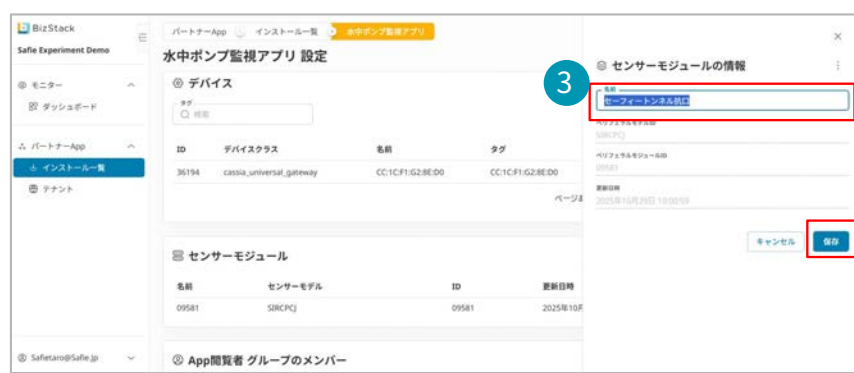 BizStack
Safie Experiment Demo
モニター
ダッシュボード
パートナーApp
インストール一覧
テナント
Safietaro@Safie.jp
パートナーApp インストール一覧 水中ポンプ監視アプリ
水中ポンプ監視アプリ 設定
デバイス
タグ
検索
ID デバイスクラス 名前 タグ
36194 cassia_universal_gateway CC:1C:F1:G2:8E:D0 CC:1C:F1:G2:8E:D0
センサーモジュール
名前 センサーモデル ID 更新日時
09581 SIRCPCJ 09581 2025年10月
App閲覧者 グループのメンバー
3
センサーモジュールの情報
名前
セーフィートンネル坑口
ペリフェラルモデルID
SIRCPCJ
ペリフェラルモジュールID
09581
更新日時
2025年10月29日 19:00:59
キャンセル 保存